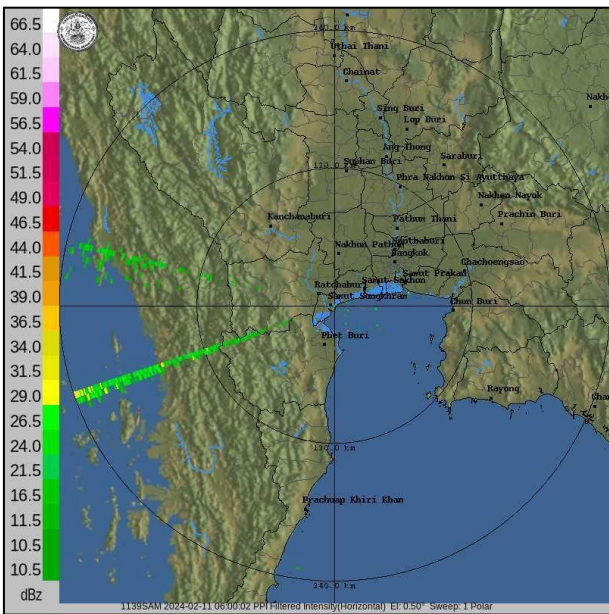 66.5
64.0
61.5
59.0
56.5
54.0
51.5
49.0
46.5
44.0
41.5
39.0
36.5
34.0
31.5
29.0
26.5
24.0
21.5
16.5
11.5
10.5
dBz
240.0 km
Uthai Thani
Chainat
Sing Buri
Lop Buri
Ang Thong
Saraburi
120.0 km
Suphan Buri
Phra Nakhon Si Ayutthaya
Nakhon Nayok
Prachin Buri
Kanchanaburi
Pathum Thani
Nonthaburi
Nakhon Pathom
Bangkok
Chachoengsao
Samut Prakan
Samut Sakhon
Ratchaburi
Samut Songkhram
Chon Buri
Phet Buri
Rayong
120.0 km
Prachuap Khiri Khan
240.0 km
1139SAM 2024-02-11 06:00:02 PPI Filtered Intensity(Horizontal) El: 0.50° Sweep: 1 Polar